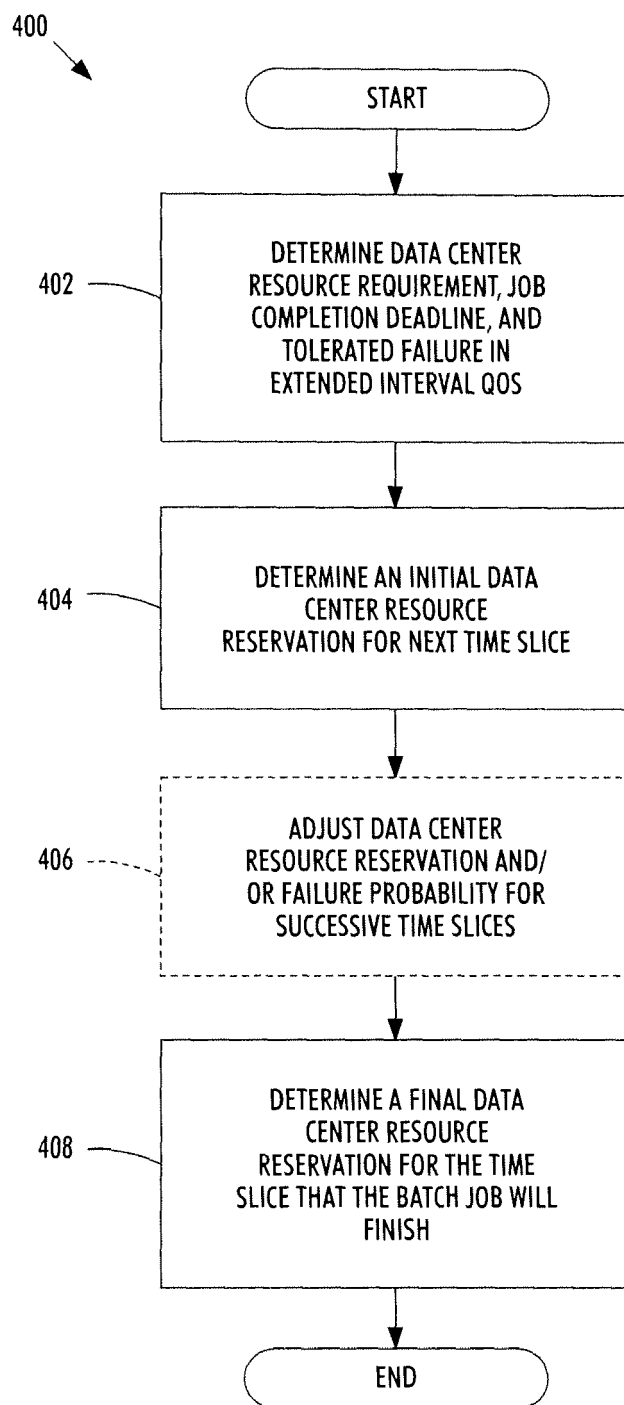 400
START
402
DETERMINE DATA CENTER
RESOURCE REQUIREMENT, JOB
COMPLETION DEADLINE, AND
TOLERATED FAILURE IN
EXTENDED INTERVAL QOS
404
DETERMINE AN INITIAL DATA
CENTER RESOURCE
RESERVATION FOR NEXT TIME SLICE
406
ADJUST DATA CENTER
RESOURCE RESERVATION AND/
OR FAILURE PROBABILITY FOR
SUCCESSIVE TIME SLICES
408
DETERMINE A FINAL DATA
CENTER RESOURCE
RESERVATION FOR THE TIME
SLICE THAT THE BATCH JOB WILL
FINISH
END